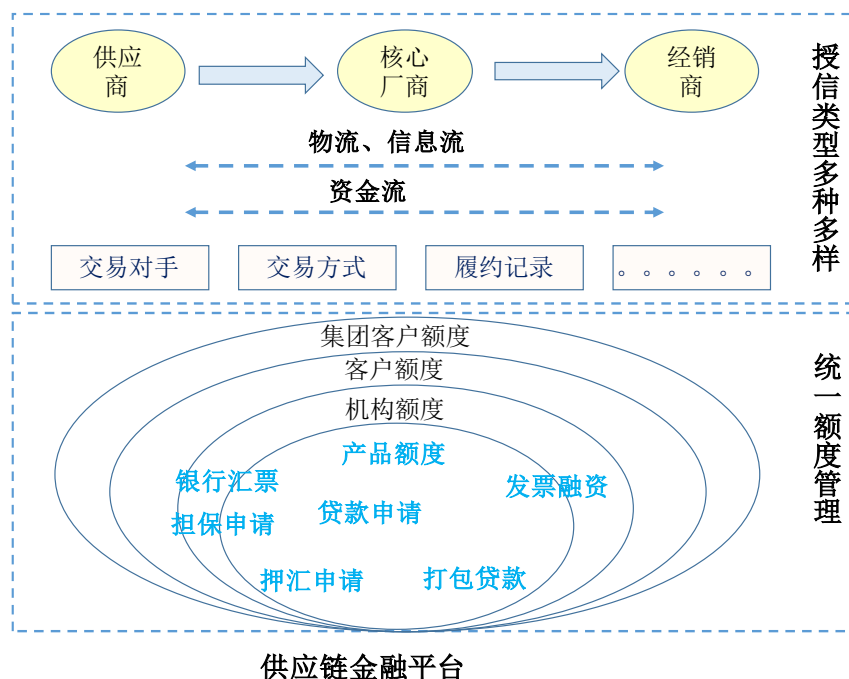 供应
商
核心
厂商
经销
商
授信类型多种多样
物流、信息流
资金流
交易对手
交易方式
履约记录
。。。。。。
集团客户额度
客户额度
机构额度
产品额度
银行汇票
发票融资
担保申请
贷款申请
押汇申请
打包贷款
统一额度管理
供应链金融平台